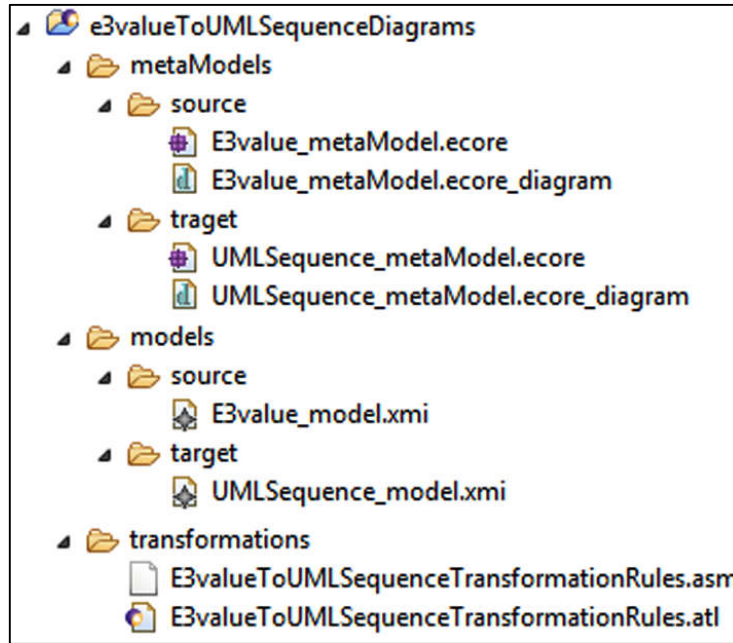 e3valueToUMLSequenceDiagrams
metaModels
source
E3value_metaModel.ecore
E3value_metaModel.ecore_diagram
traget
UMLSequence_metaModel.ecore
UMLSequence_metaModel.ecore_diagram
models
source
E3value_model.xmi
target
UMLSequence_model.xmi
transformations
E3valueToUMLSequenceTransformationRules.asm
E3valueToUMLSequenceTransformationRules.atl